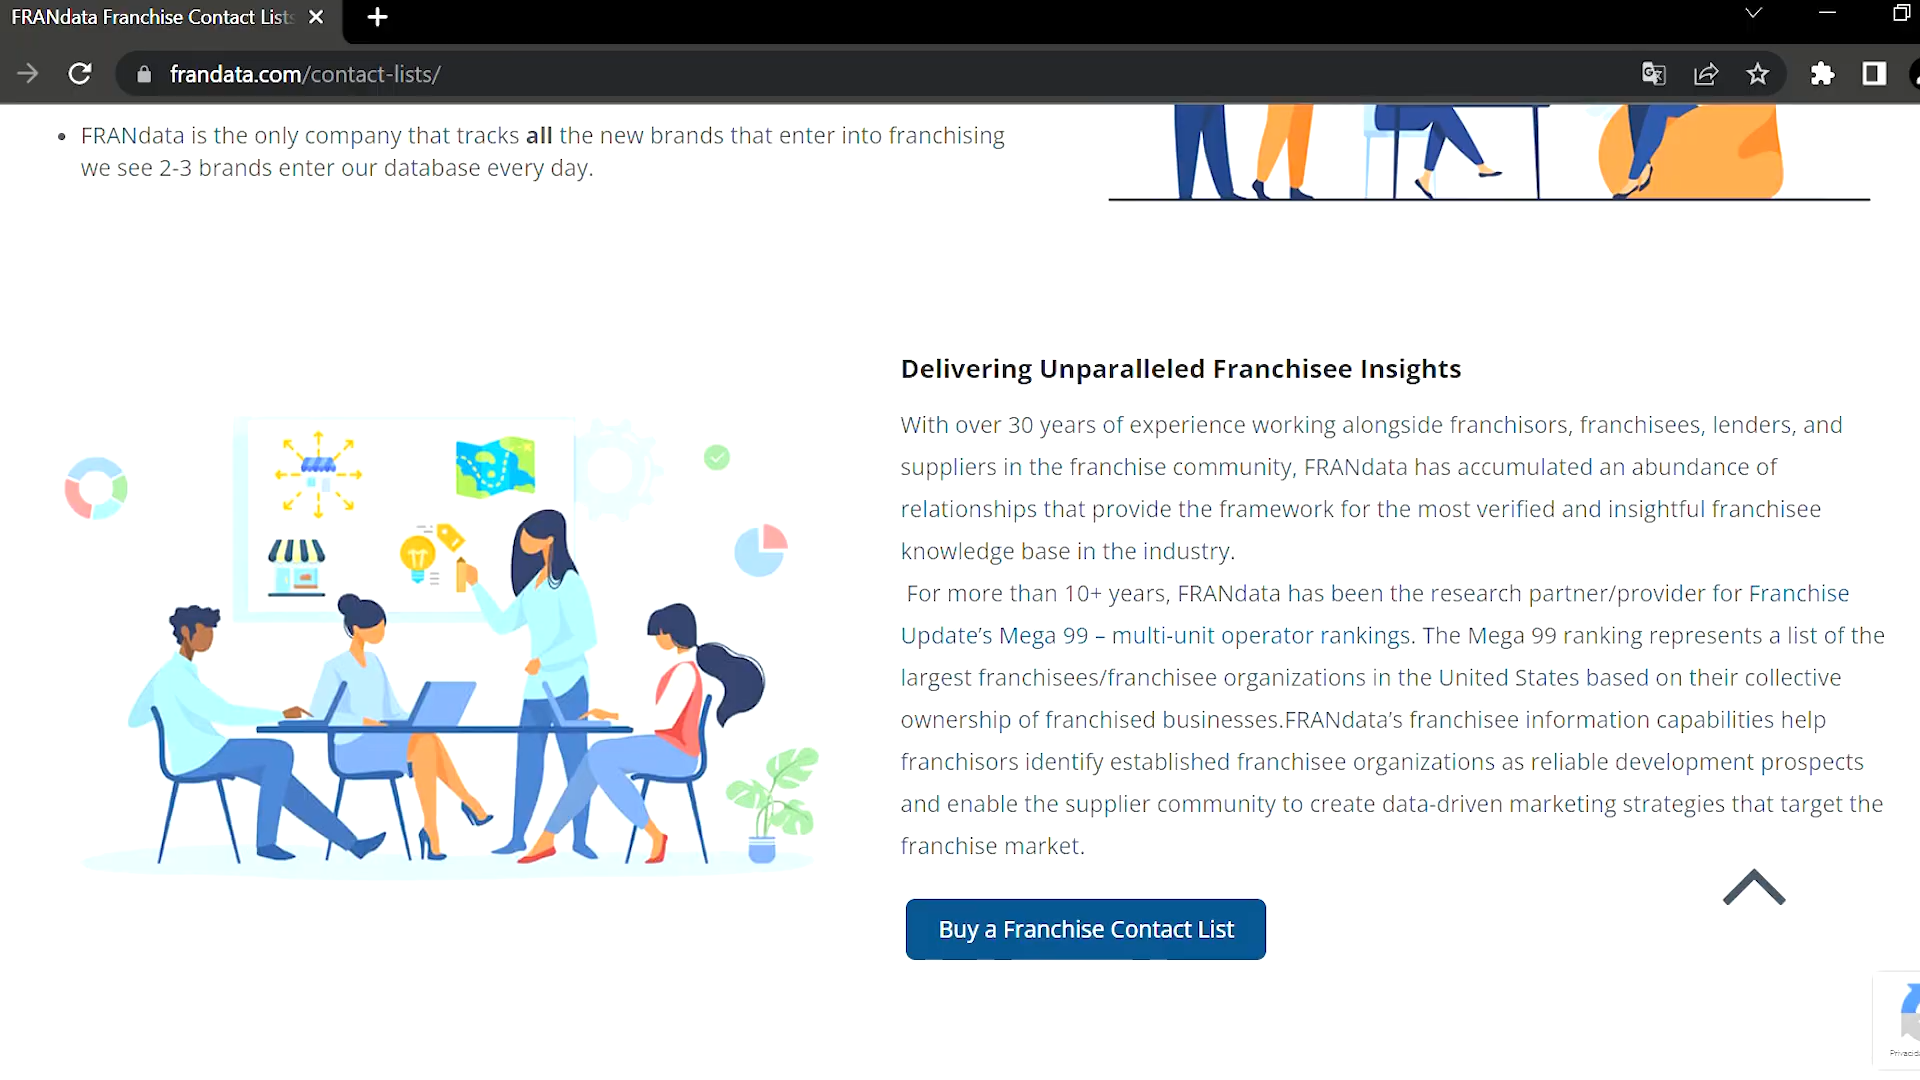 FRANdata Franchise Contact Lists
frandata.com/contact-lists/
FRANdata is the only company that tracks all the new brands that enter into franchising
we see 2-3 brands enter our database every day.
Delivering Unparalleled Franchisee Insights
With over 30 years of experience working alongside franchisors, franchisees, lenders, and
suppliers in the franchise community, FRANdata has accumulated an abundance of
relationships that provide the framework for the most verified and insightful franchisee
knowledge base in the industry.
For more than 10+ years, FRANdata has been the research partner/provider for Franchise
Update’s Mega 99 – multi-unit operator rankings. The Mega 99 ranking represents a list of the
largest franchisees/franchisee organizations in the United States based on their collective
ownership of franchised businesses.FRANdata’s franchisee information capabilities help
franchisors identify established franchisee organizations as reliable development prospects
and enable the supplier community to create data-driven marketing strategies that target the
franchise market.
Buy a Franchise Contact List